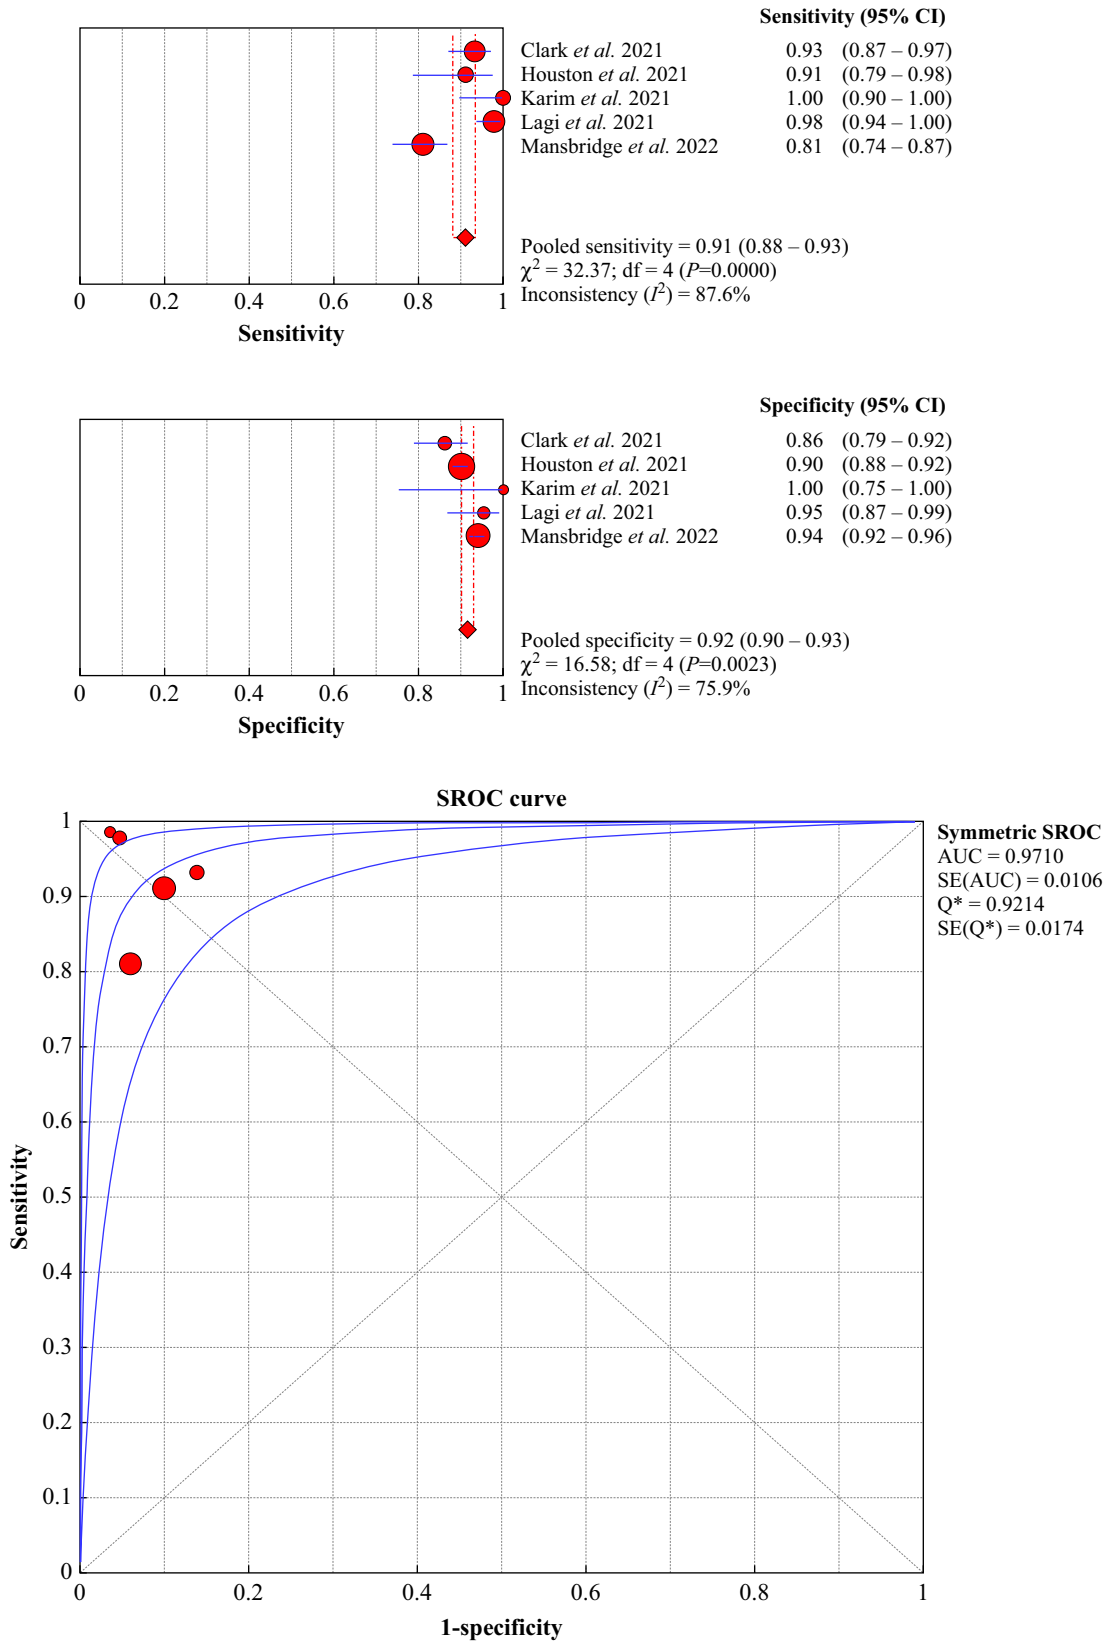 Sensitivity (95% CI)
Clark et al. 2021 0.93 (0.87 – 0.97)
Houston et al. 2021 0.91 (0.79 – 0.98)
Karim et al. 2021 1.00 (0.90 – 1.00)
Lagi et al. 2021 0.98 (0.94 – 1.00)
Mansbridge et al. 2022 0.81 (0.74 – 0.87)
Pooled sensitivity = 0.91 (0.88 – 0.93)
χ² = 32.37; df = 4 (P=0.0000)
Inconsistency (I²) = 87.6%
0 0.2 0.4 0.6 0.8 1
Sensitivity
Specificity (95% CI)
Clark et al. 2021 0.86 (0.79 – 0.92)
Houston et al. 2021 0.90 (0.88 – 0.92)
Karim et al. 2021 1.00 (0.75 – 1.00)
Lagi et al. 2021 0.95 (0.87 – 0.99)
Mansbridge et al. 2022 0.94 (0.92 – 0.96)
Pooled specificity = 0.92 (0.90 – 0.93)
χ² = 16.58; df = 4 (P=0.0023)
Inconsistency (I²) = 75.9%
0 0.2 0.4 0.6 0.8 1
Specificity
SROC curve
Symmetric SROC
AUC = 0.9710
SE(AUC) = 0.0106
Q* = 0.9214
SE(Q*) = 0.0174
1
0.9
0.8
0.7
0.6
0.5
0.4
0.3
0.2
0.1
0
Sensitivity
0 0.2 0.4 0.6 0.8 1
1-specificity